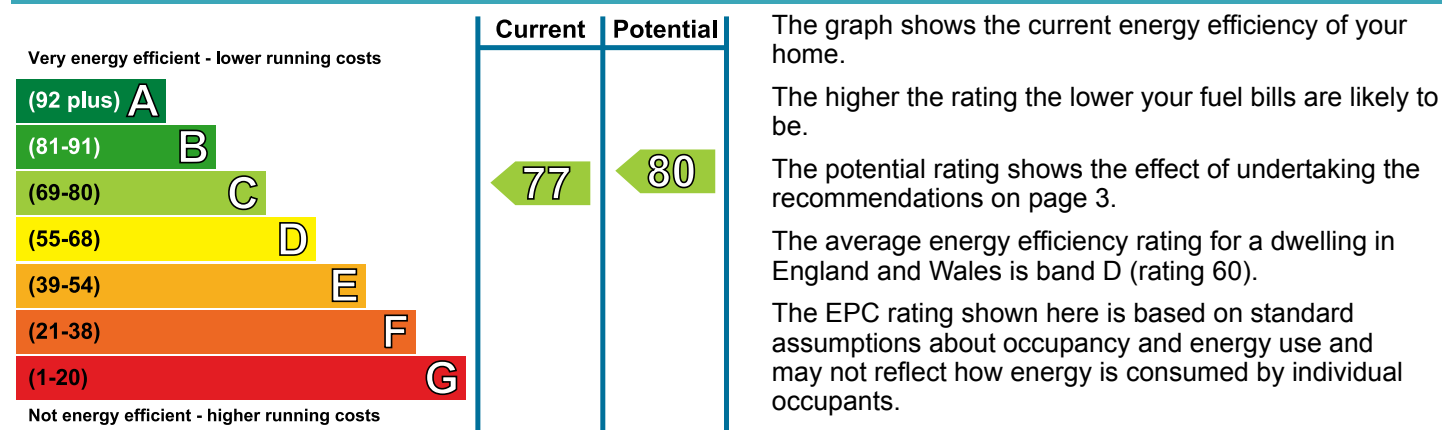 Current Potential
Very energy efficient - lower running costs
(92 plus) A
(81-91) B
(69-80) C
(55-68) D
(39-54) E
(21-38) F
(1-20) G
Not energy efficient - higher running costs
77
80
The graph shows the current energy efficiency of your
home.
The higher the rating the lower your fuel bills are likely to
be.
The potential rating shows the effect of undertaking the
recommendations on page 3.
The average energy efficiency rating for a dwelling in
England and Wales is band D (rating 60).
The EPC rating shown here is based on standard
assumptions about occupancy and energy use and
may not reflect how energy is consumed by individual
occupants.